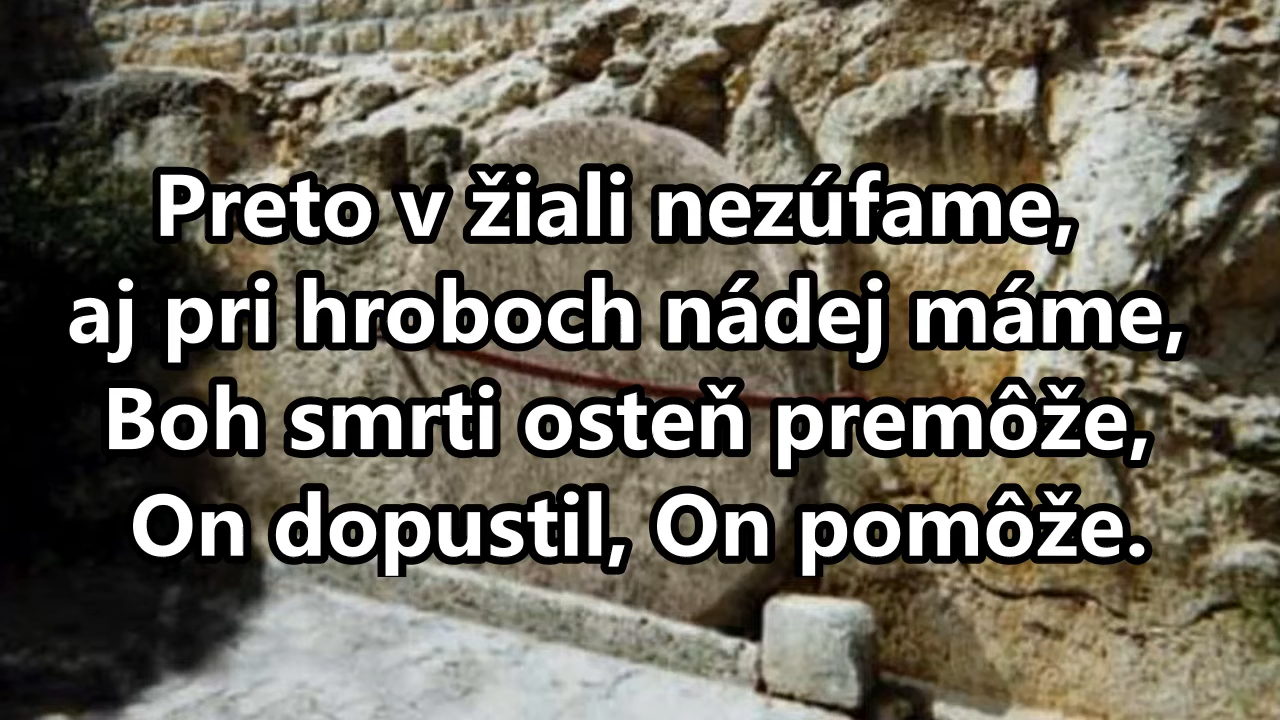 Preto v žiali nezúfame,
aj pri hroboch nádej máme,
Boh smrti osteň premôže,
On dopustil, On pomôže.